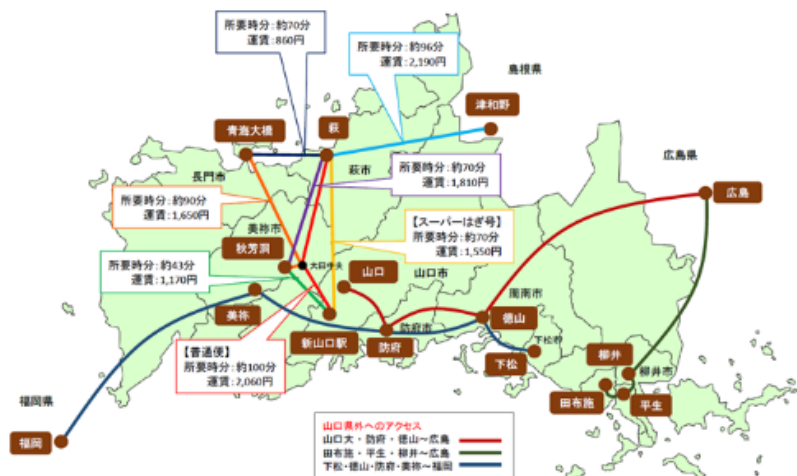 所要時分：約70分
運賃：860円
所要時分：約96分
運賃：2,190円
島根県
津和野
青海大橋
萩
長門市
萩市
所要時分：約70分
運賃：1,810円
広島県
広島
所要時分：約90分
運賃：1,650円
美祢市
【スーパーはぎ号】
所要時分：約70分
運賃：1,550円
秋芳洞
大田中央
山口
山口市
所要時分：約43分
運賃：1,170円
美祢
周南市
新山口駅
防府市
防府
徳山
下松市
下松
【普通便】
所要時分：約100分
運賃：2,060円
柳井
柳井市
田布施
平生
福岡県
福岡
山口県外へのアクセス
山口大・防府・徳山～広島
田布施・平生・柳井～広島
下松・徳山・防府・美祢～福岡